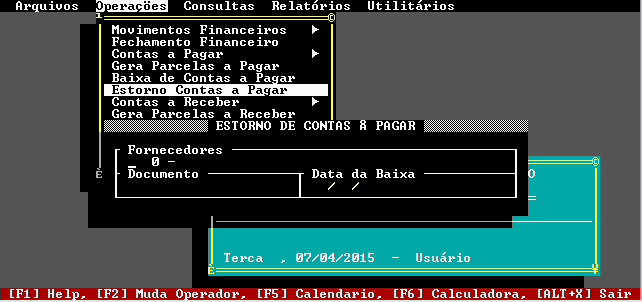 Arquivos Operações Consultas Relatórios Utilitários
Movimentos Financeiros
Fechamento Financeiro
Contas a Pagar
Gera Parcelas a Pagar
Baixa de Contas a Pagar
Estorno Contas a Pagar
Contas a Receber
Gera Parcelas a Receber
ESTORNO DE CONTAS A PAGAR
Fornecedores
0 -
Documento Data da Baixa
/ /
O
Terca , 07/04/2015 - Usuário
[F1] Help, [F2] Muda Operador, [F5] Calendario, [F6] Calculadora, [ALT+X] Sair